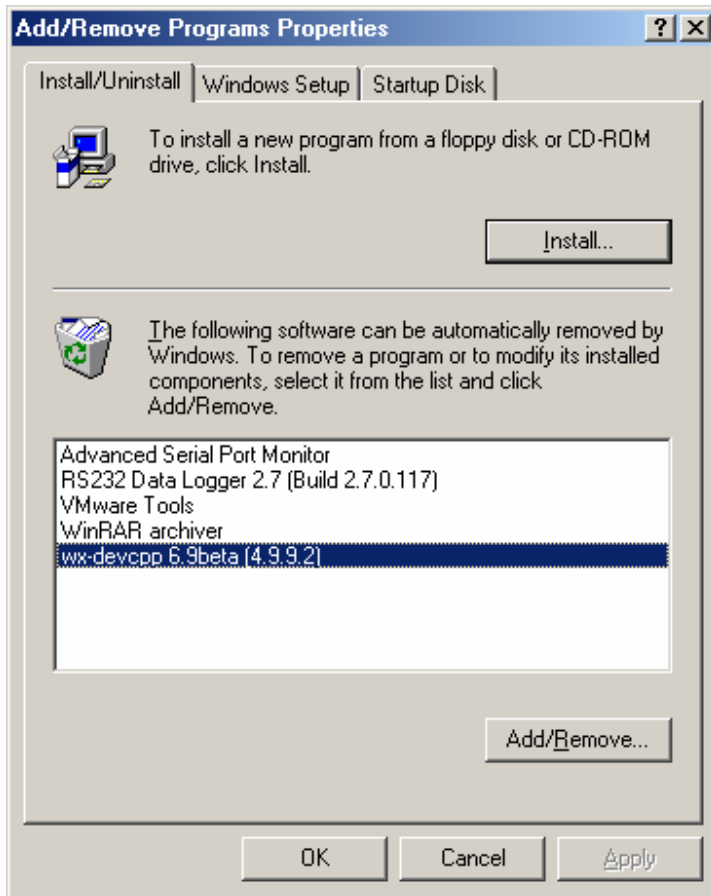 Add/Remove Programs Properties
Install/Uninstall Windows Setup Startup Disk
To install a new program from a floppy disk or CD-ROM
drive, click Install.
Install...
The following software can be automatically removed by
Windows. To remove a program or to modify its installed
components, select it from the list and click
Add/Remove.
Advanced Serial Port Monitor
RS232 Data Logger 2.7 (Build 2.7.0.117)
VMware Tools
WinRAR archiver
wx-devcpp 6.9beta (4.9.9.2)
Add/Remove...
OK Cancel Apply